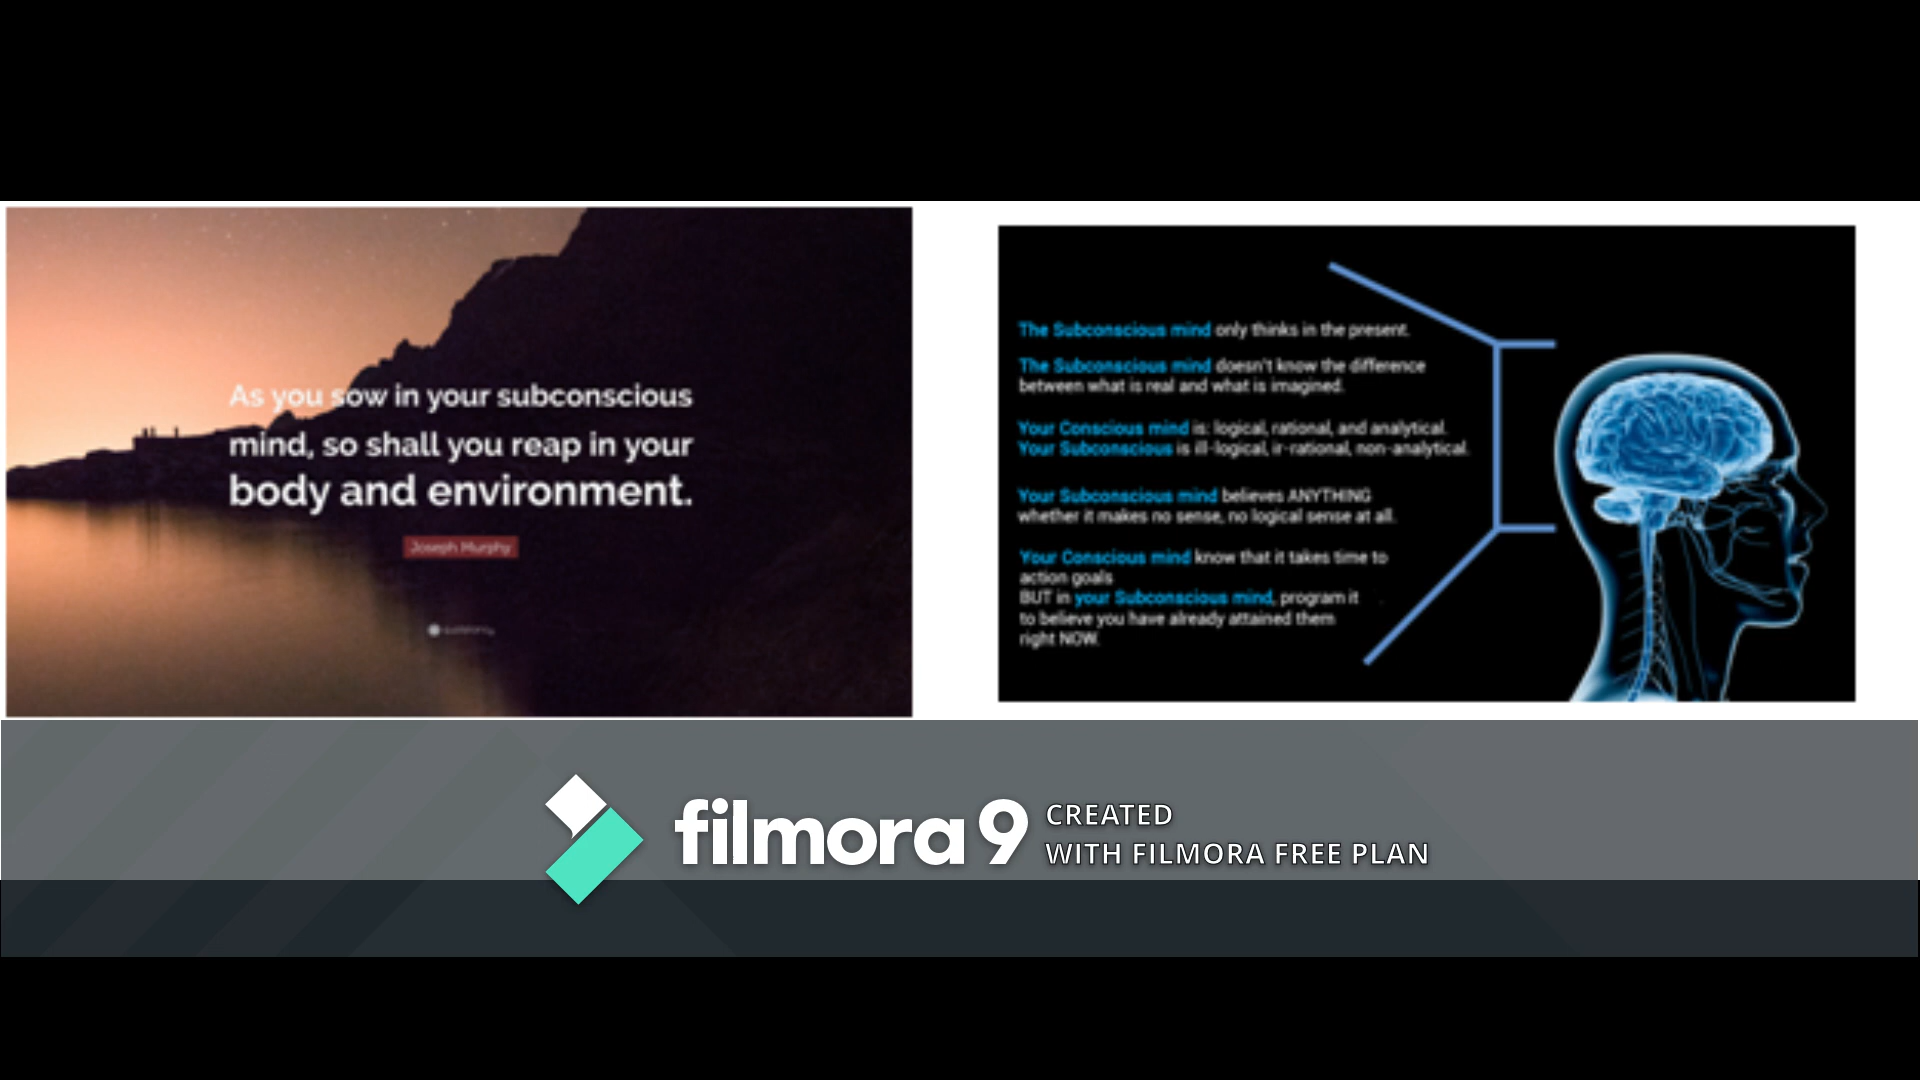 As you sow in your subconscious
mind, so shall you reap in your
body and environment.
Joseph Murphy
The Subconscious mind only thinks in the present.
The Subconscious mind doesn't know the difference
between what is real and what is imagined.
Your Conscious mind is: logical, rational, and analytical.
Your Subconscious is ill-logical, ir-rational, non-analytical.
Your Subconscious mind believes ANYTHING
whether it makes no sense, no logical sense at all.
Your Conscious mind know that it takes time to
action goals
BUT in your Subconscious mind, program it
to believe you have already attained them
right NOW.
filmora 9
CREATED
WITH FILMORA FREE PLAN